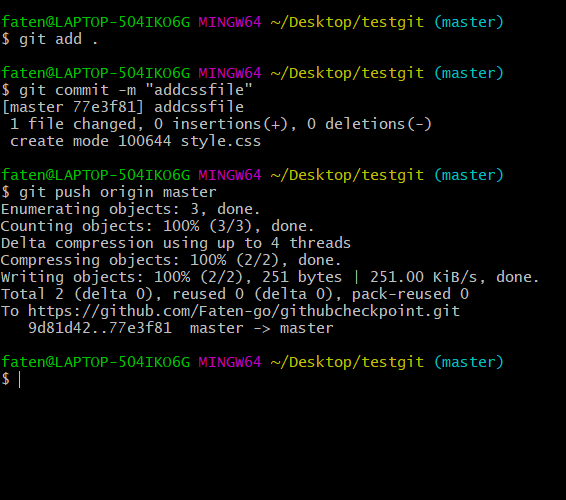 faten@LAPTOP-5O4IKO6G MINGW64 ~/Desktop/testgit (master)
$ git add .
faten@LAPTOP-5O4IKO6G MINGW64 ~/Desktop/testgit (master)
$ git commit -m "addcssfile"
[master 77e3f81] addcssfile
 1 file changed, 0 insertions(+), 0 deletions(-)
 create mode 100644 style.css
faten@LAPTOP-5O4IKO6G MINGW64 ~/Desktop/testgit (master)
$ git push origin master
Enumerating objects: 3, done.
Counting objects: 100% (3/3), done.
Delta compression using up to 4 threads
Compressing objects: 100% (2/2), done.
Writing objects: 100% (2/2), 251 bytes | 251.00 KiB/s, done.
Total 2 (delta 0), reused 0 (delta 0), pack-reused 0
To https://github.com/Faten-go/githubcheckpoint.git
   9d81d42..77e3f81  master -> master
faten@LAPTOP-5O4IKO6G MINGW64 ~/Desktop/testgit (master)
$